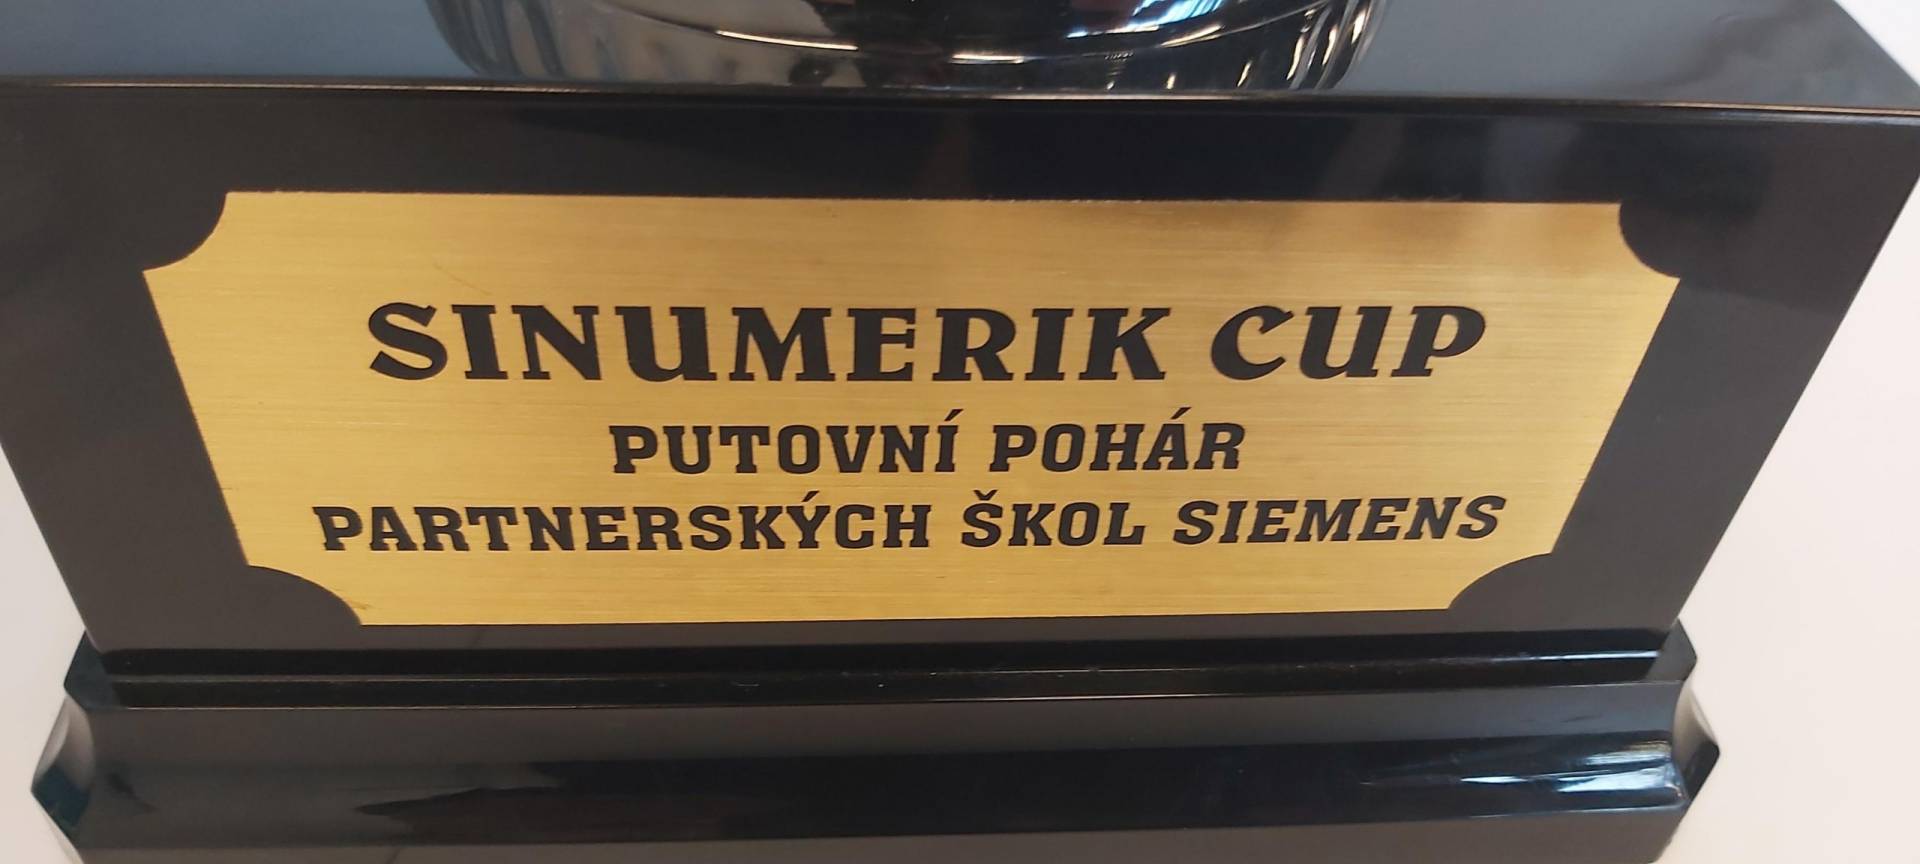 SINUMERIK CUP
PUTOVNÍ POHÁR
PARTNERSKÝCH ŠKOL SIEMENS